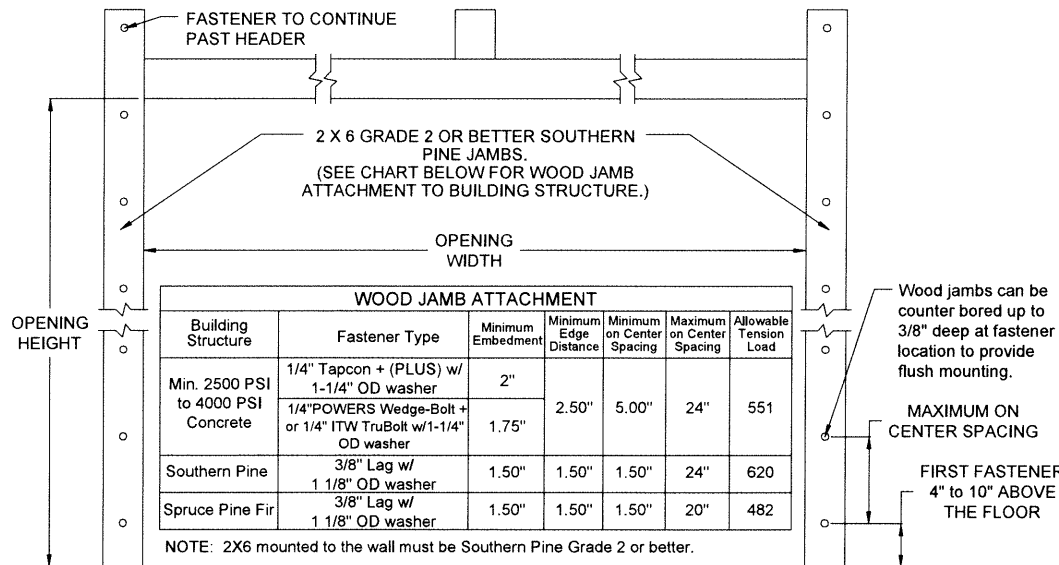 FASTENER TO CONTINUE
PAST HEADER
2 X 6 GRADE 2 OR BETTER SOUTHERN
PINE JAMBS.
(SEE CHART BELOW FOR WOOD JAMB
ATTACHMENT TO BUILDING STRUCTURE.)
OPENING
WIDTH
OPENING
HEIGHT
WOOD JAMB ATTACHMENT
Building
Structure
Fastener Type
Minimum
Embedment
Minimum
Edge
Distance
Minimum
on Center
Spacing
Maximum
on Center
Spacing
Allowable
Tension
Load
Min. 2500 PSI
to 4000 PSI
Concrete
1/4" Tapcon + (PLUS) w/
1-1/4" OD washer
2"
1/4"POWERS Wedge-Bolt +
or 1/4" ITW TruBolt w/1-1/4"
OD washer
1.75"
2.50"
5.00"
24"
551
Southern Pine
3/8" Lag w/
1 1/8" OD washer
1.50"
1.50"
1.50"
24"
620
Spruce Pine Fir
3/8" Lag w/
1 1/8" OD washer
1.50"
1.50"
1.50"
20"
482
NOTE: 2X6 mounted to the wall must be Southern Pine Grade 2 or better.
Wood jambs can be
counter bored up to
3/8" deep at fastener
location to provide
flush mounting.
MAXIMUM ON
CENTER SPACING
FIRST FASTENER
4" to 10" ABOVE
THE FLOOR